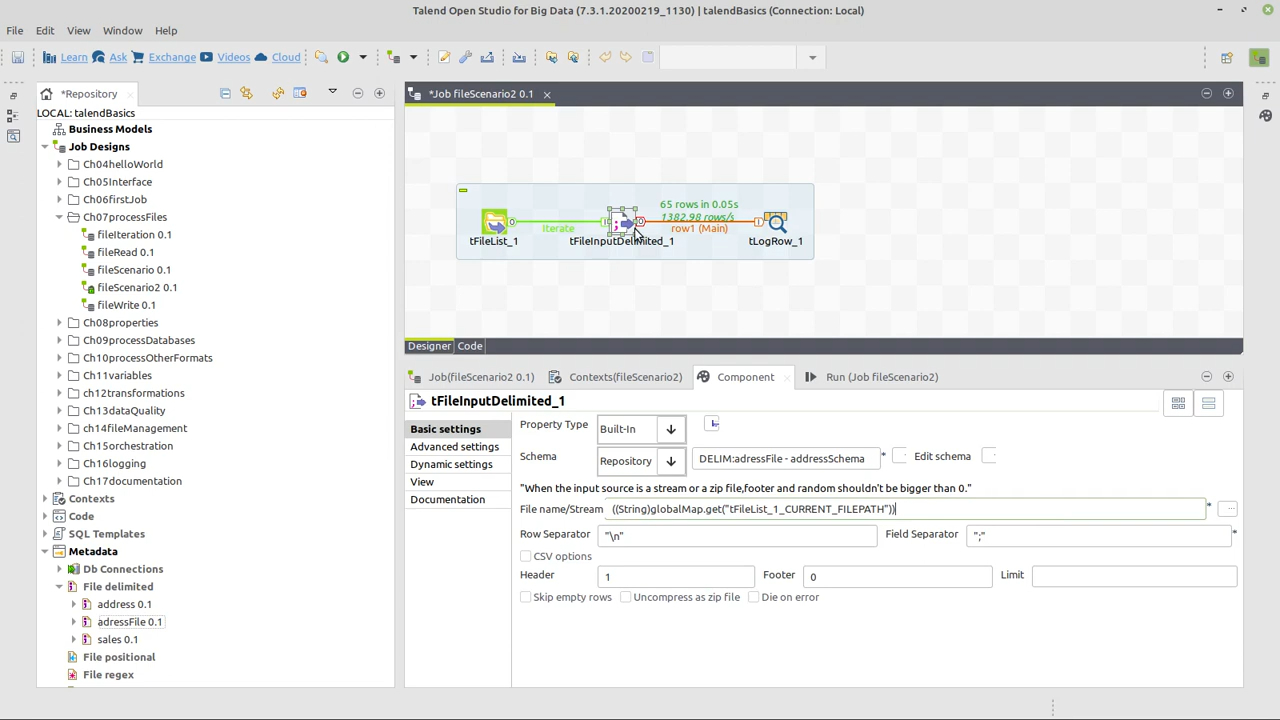 Talend Open Studio for Big Data (7.3.1.20200219_1130) | talendBasics (Connection: Local)
File Edit View Window Help
Learn Ask Exchange Videos Cloud
*Repository
LOCAL: talendBasics
Business Models
Job Designs
Ch04helloWorld
Ch05Interface
Ch06firstJob
Ch07processFiles
fileIteration 0.1
fileRead 0.1
fileScenario 0.1
fileScenario2 0.1
fileWrite 0.1
Ch08properties
Ch09processDatabases
Ch10processOtherFormats
Ch11variables
ch12transformations
Ch13dataQuality
ch14fileManagement
Ch15orchestration
Ch16logging
Ch17documentation
Contexts
Code
SQL Templates
Metadata
Db Connections
File delimited
address 0.1
adressFile 0.1
sales 0.1
File positional
File regex
*Job fileScenario2 0.1
65 rows in 0.05s
1382.98 rows/s
Iterate
row1 (Main)
tFileList_1
tFileInputDelimited_1
tLogRow_1
Designer Code
Job(fileScenario2 0.1) Contexts(fileScenario2) Component Run (Job fileScenario2)
tFileInputDelimited_1
Basic settings
Advanced settings
Dynamic settings
View
Documentation
Property Type Built-In
Schema Repository DELIM:adressFile - addressSchema * Edit schema
"When the input source is a stream or a zip file,footer and random shouldn't be bigger than 0."
File name/Stream ((String)globalMap.get("tFileList_1_CURRENT_FILEPATH")) *
Row Separator "\n" Field Separator ";" *
CSV options
Header 1 Footer 0 Limit
Skip empty rows Uncompress as zip file Die on error